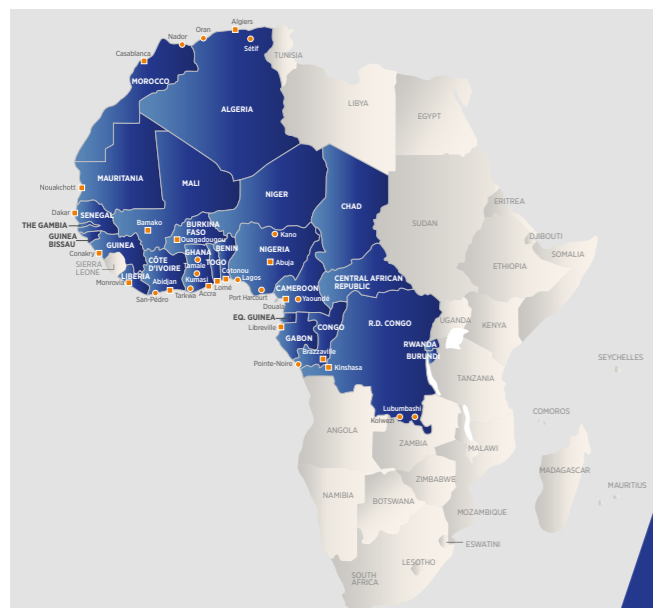 Algiers
Oran
Nador
Sétif
Casablanca
TUNISIA
MOROCCO
ALGERIA
LIBYA
EGYPT
MAURITANIA
MALI
NIGER
CHAD
Nouakchott
SUDAN
ERITREA
Dakar
SENEGAL
THE GAMBIA
Bamako
BURKINA
FASO
Ouagadougou
Kano
GUINEA
BISSAU
GUINEA
BENIN
NIGERIA
DJIBOUTI
Conakry
CÔTE
D'IVOIRE
GHANA
Tamale
TOGO
Abuja
SOMALIA
SIERRA
LEONE
ETHIOPIA
LIBERIA
Abidjan
Kumasi
Cotonou
Lagos
CENTRAL AFRICAN
REPUBLIC
Monrovia
San-Pédro
Tarkwa
Accra
Lomé
Port Harcourt
CAMEROON
Yaoundé
Douala
EQ. GUINEA
Libreville
CONGO
R.D. CONGO
UGANDA
KENYA
GABON
RWANDA
Brazzaville
BURUNDI
SEYCHELLES
Pointe-Noire
Kinshasa
TANZANIA
Lubumbashi
Kolwezi
COMOROS
ANGOLA
ZAMBIA
MALAWI
MADAGASCAR
ZIMBABWE
MAURITIUS
NAMIBIA
BOTSWANA
MOZAMBIQUE
ESWATINI
LESOTHO
SOUTH
AFRICA